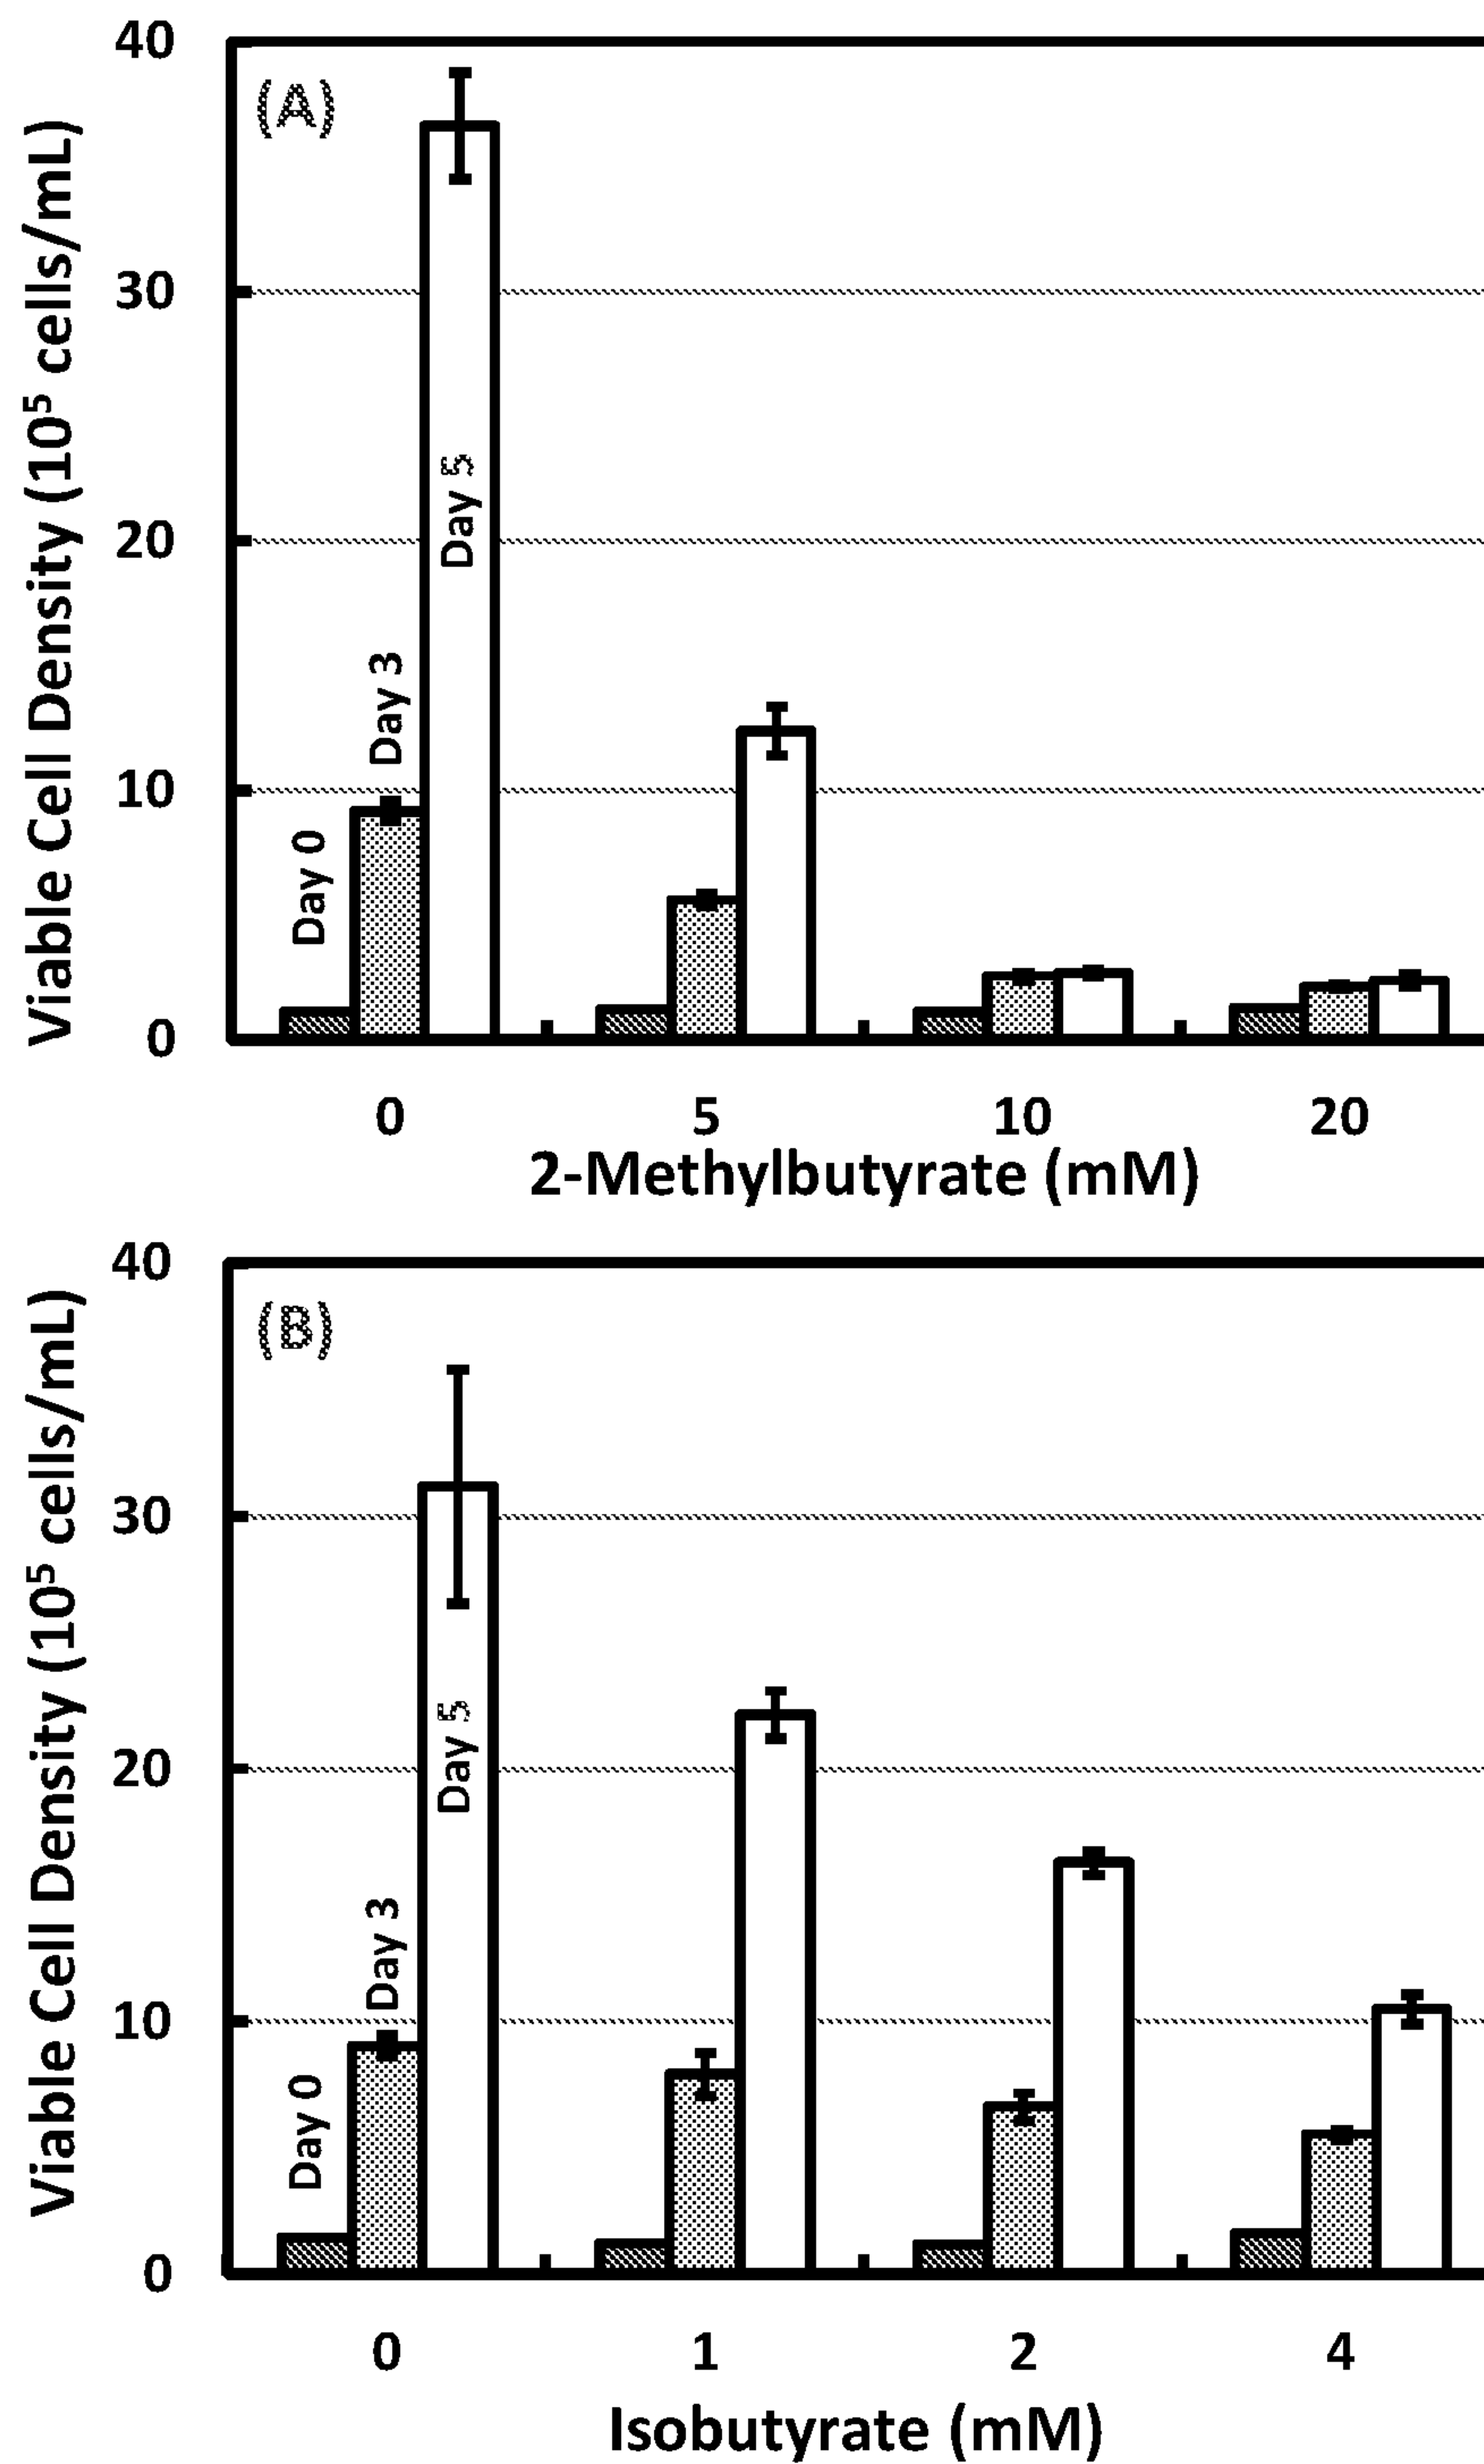 (A)
Viable Cell Density (10⁵ cells/mL)
40
30
20
10
0
Day 0
Day 3
Day 5
0 5 10 20
2-Methylbutyrate (mM)
(B)
Viable Cell Density (10⁵ cells/mL)
40
30
20
10
0
Day 0
Day 3
Day 5
0 1 2 4
Isobutyrate (mM)